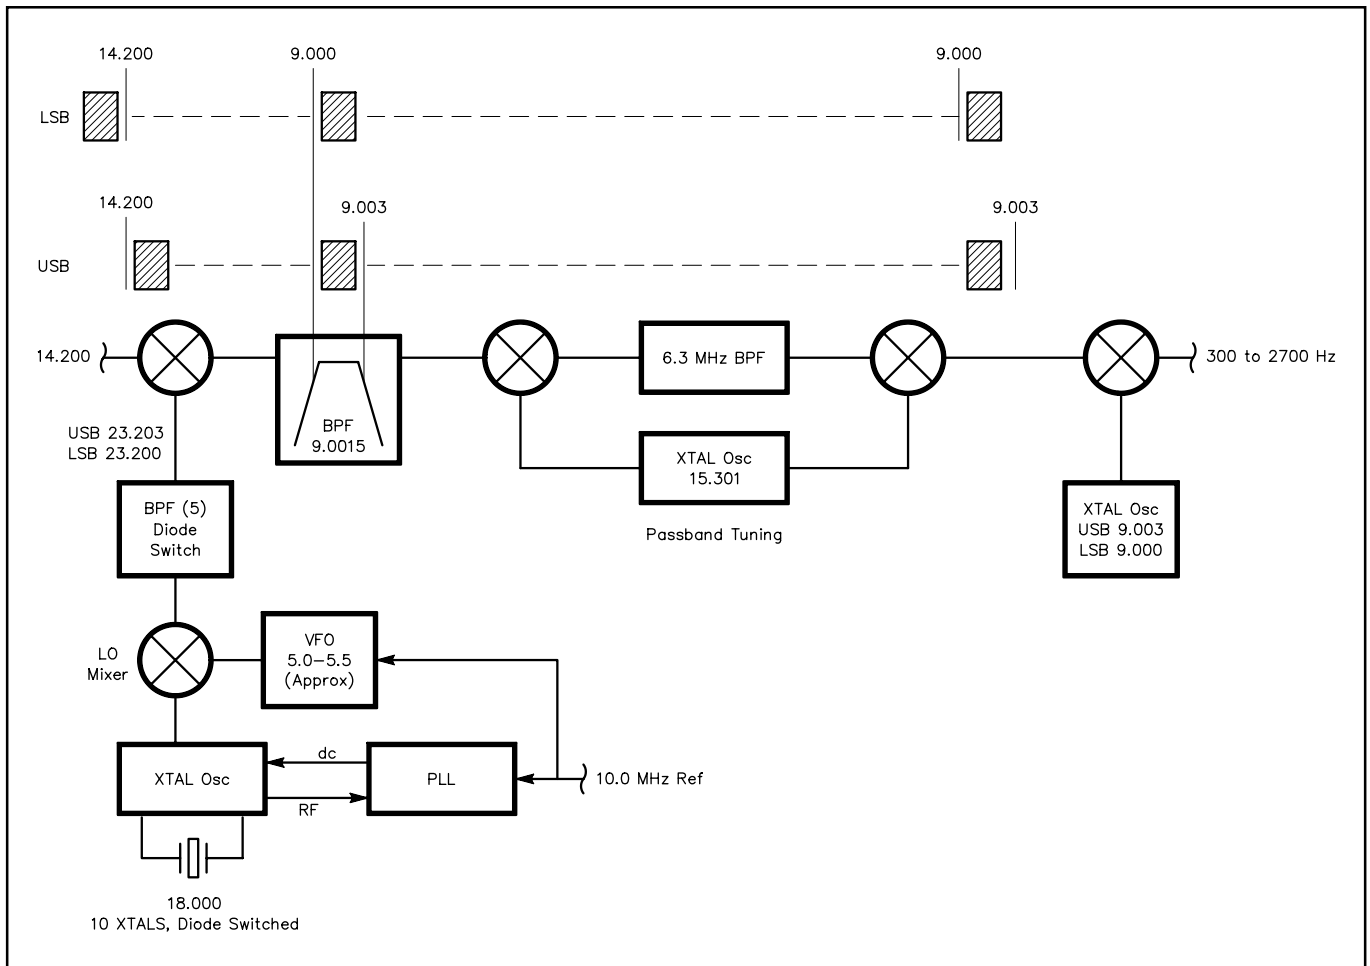 14.200
9.000
9.000
LSB
14.200
9.003
9.003
USB
14.200
6.3 MHz BPF
300 to 2700 Hz
BPF
9.0015
USB 23.203
LSB 23.200
XTAL Osc
15.301
BPF (5)
Diode
Switch
Passband Tuning
XTAL Osc
USB 9.003
LSB 9.000
LO
Mixer
VFO
5.0–5.5
(Approx)
XTAL Osc
dc
RF
PLL
10.0 MHz Ref
18.000
10 XTALS, Diode Switched